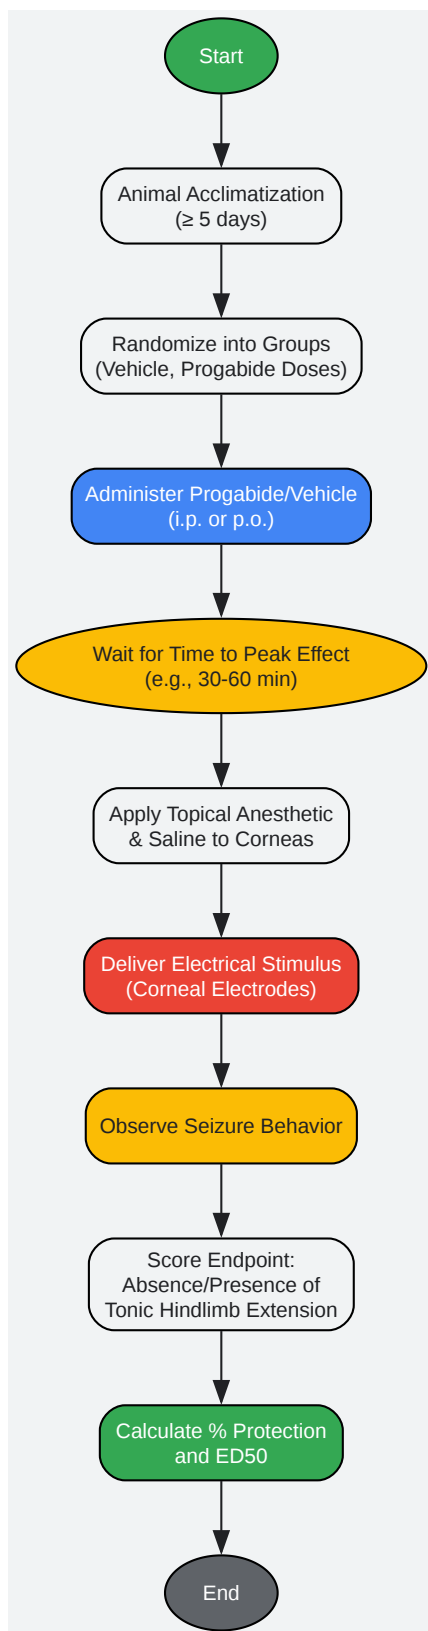 Start
Animal Acclimatization
(≥ 5 days)
Randomize into Groups
(Vehicle, Progabide Doses)
Administer Progabide/Vehicle
(i.p. or p.o.)
Wait for Time to Peak Effect
(e.g., 30-60 min)
Apply Topical Anesthetic
& Saline to Corneas
Deliver Electrical Stimulus
(Corneal Electrodes)
Observe Seizure Behavior
Score Endpoint:
Absence/Presence of
Tonic Hindlimb Extension
Calculate % Protection
and ED50
End